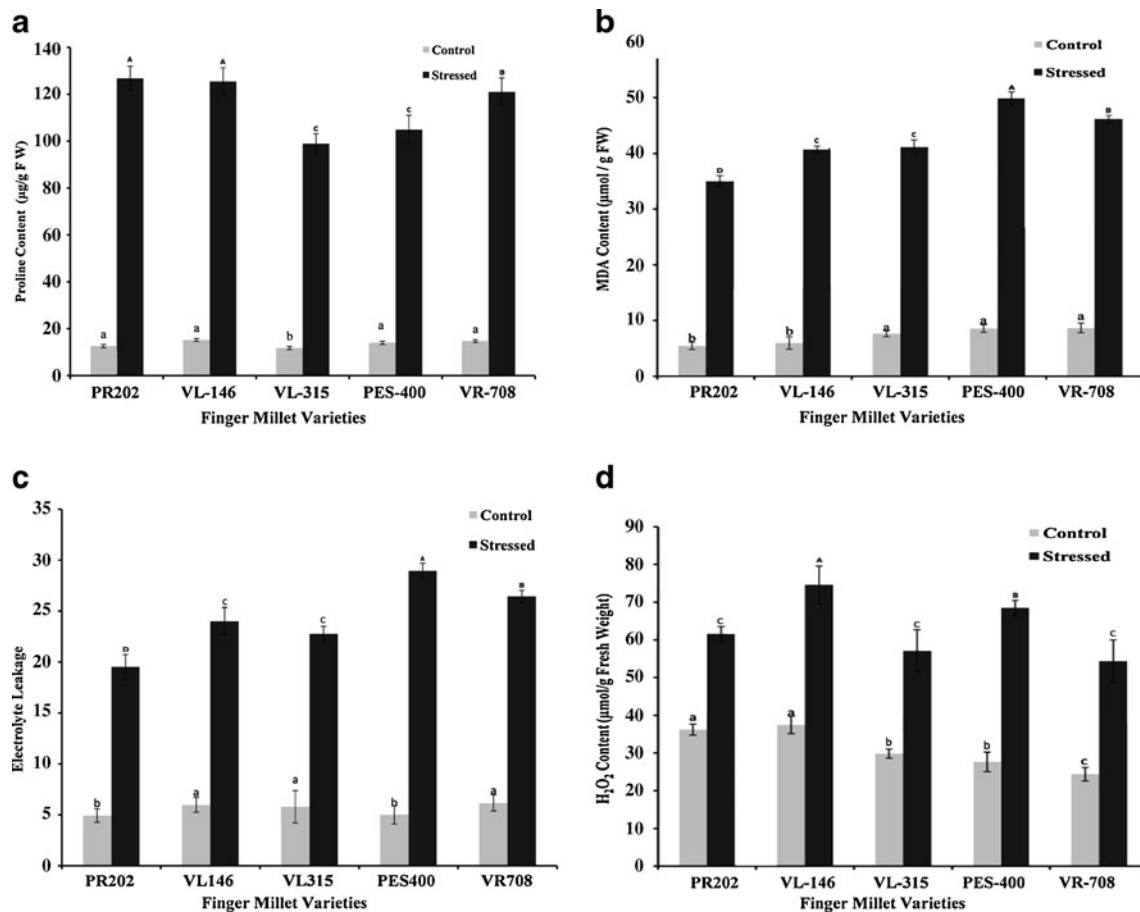 a
140
120
100
80
60
40
20
0
Proline Content (µg/g F W)
Control
Stressed
A
A
C
C
B
a
a
b
a
a
PR202 VL-146 VL-315 PES-400 VR-708
Finger Millet Varieties
b
60
50
40
30
20
10
0
MDA Content (µmol / g FW)
Control
Stressed
D
C
C
A
B
b
b
a
a
a
PR202 VL-146 VL-315 PES-400 VR-708
Finger Millet Varieties
c
35
30
25
20
15
10
5
0
Electrolyte Leakage
Control
Stressed
D
C
C
A
B
b
a
a
b
a
PR202 VL146 VL315 PES400 VR708
Finger Millet Varieties
d
90
80
70
60
50
40
30
20
10
0
H₂O₂ Content (µmol/g Fresh Weight)
Control
Stressed
C
A
C
B
C
a
a
b
b
c
PR202 VL-146 VL-315 PES-400 VR-708
Finger Millet Varieties